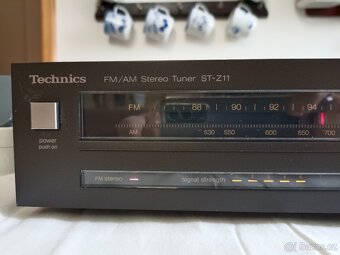 Technics FM/AM Stereo Tuner ST-Z11
FM 88 90 92 94
AM 530 550 600 650 700
power
push on
FM stereo signal strength
Bazos.cz